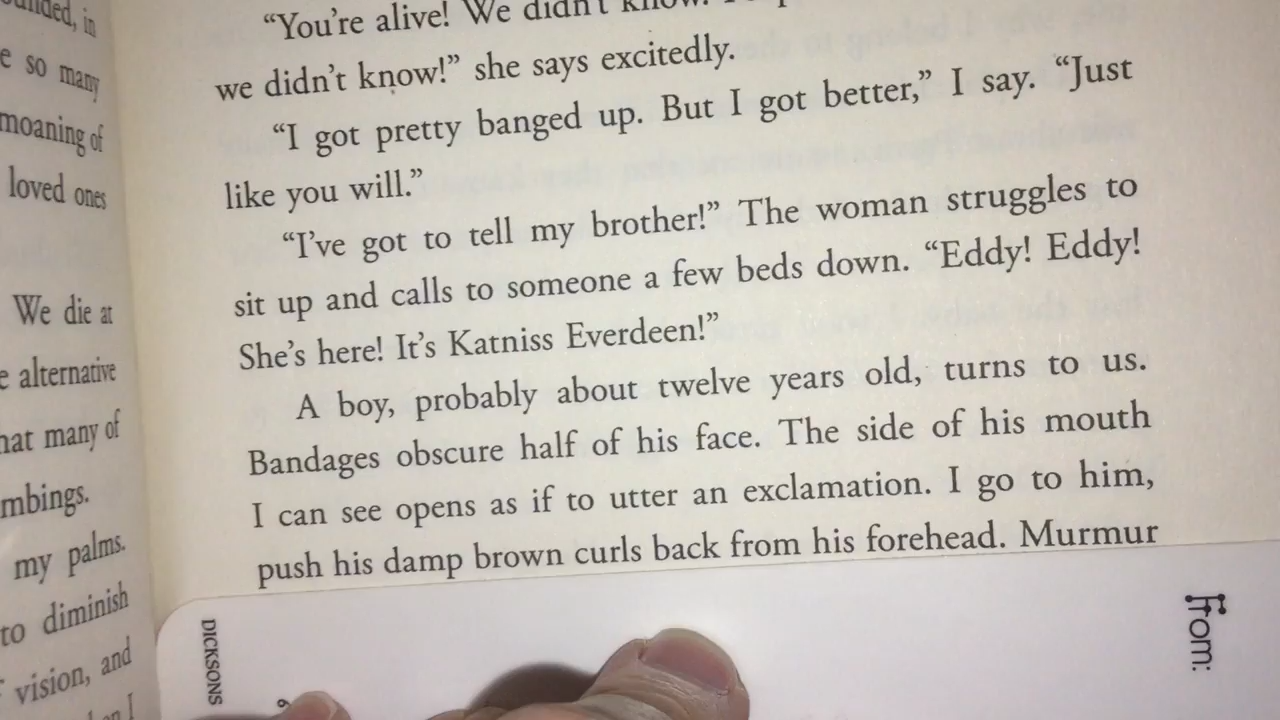 unded, in
e so many
moaning of
loved ones
We die at
e alternative
hat many of
mbings.
my palms.
to diminish
vision, and
“You’re alive! We didn’t know.
we didn’t know!” she says excitedly.
“I got pretty banged up. But I got better,” I say. “Just
like you will.”
“I’ve got to tell my brother!” The woman struggles to
sit up and calls to someone a few beds down. “Eddy! Eddy!
She’s here! It’s Katniss Everdeen!”
A boy, probably about twelve years old, turns to us.
Bandages obscure half of his face. The side of his mouth
I can see opens as if to utter an exclamation. I go to him,
push his damp brown curls back from his forehead. Murmur
DICKSONS
From: